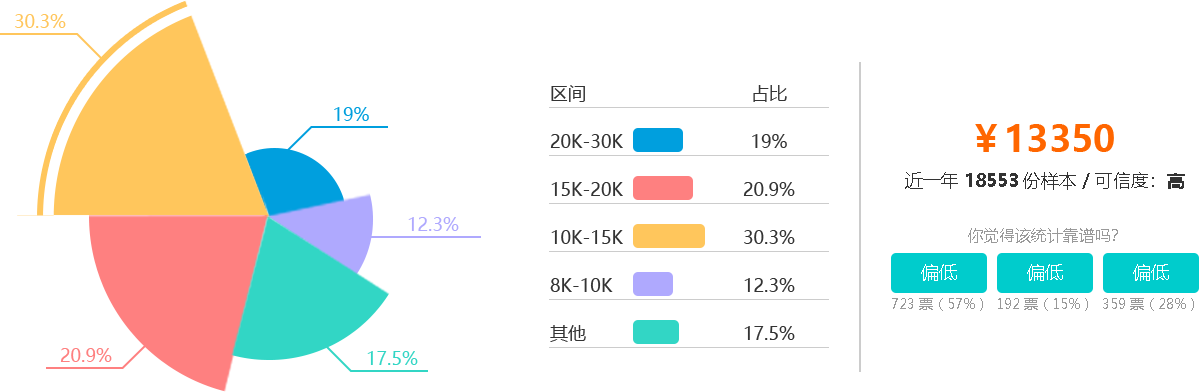 30.3%
19%
12.3%
20.9%
17.5%
区间 占比
20K-30K 19%
15K-20K 20.9%
10K-15K 30.3%
8K-10K 12.3%
其他 17.5%
￥13350
近一年 18553 份样本 / 可信度：高
你觉得该统计靠谱吗?
偏低 偏低 偏低
723 票（57%） 192 票（15%） 359 票（28%）